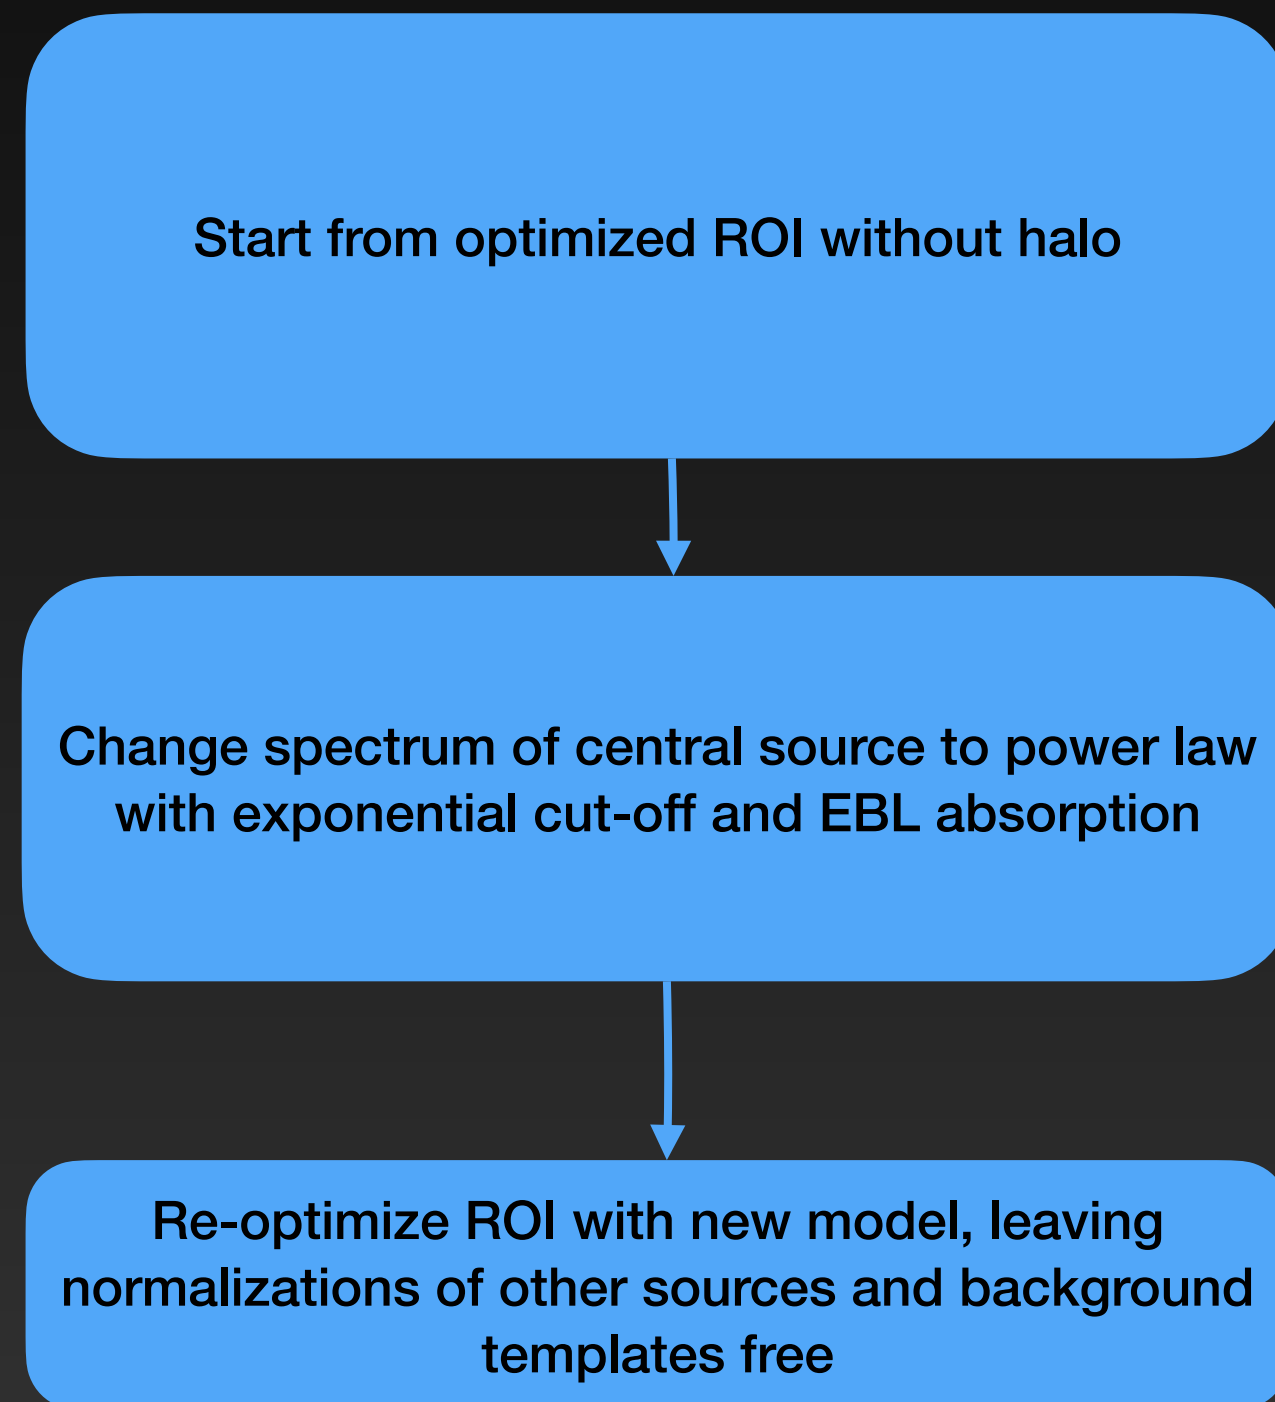 Start from optimized ROI without halo
Change spectrum of central source to power law
with exponential cut-off and EBL absorption
Re-optimize ROI with new model, leaving
normalizations of other sources and background
templates free